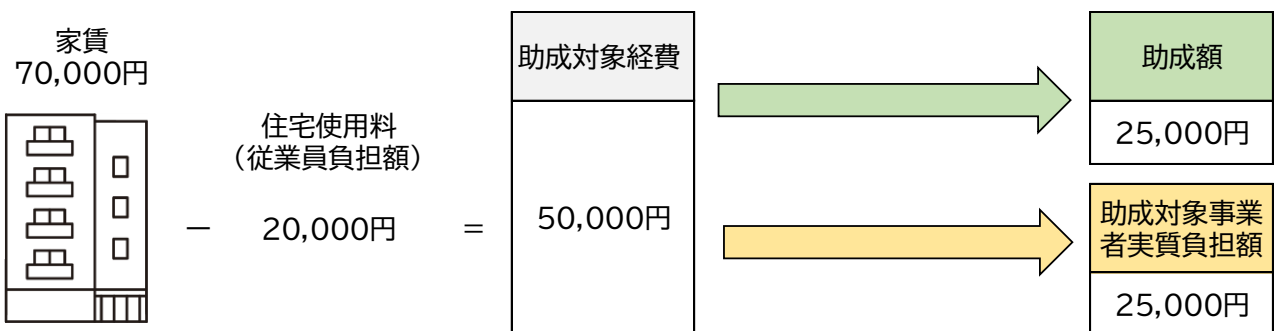 家賃
70,000円
住宅使用料
（従業員負担額）
－
20,000円
＝
助成対象経費
50,000円
助成額
25,000円
助成対象事業
者実質負担額
25,000円